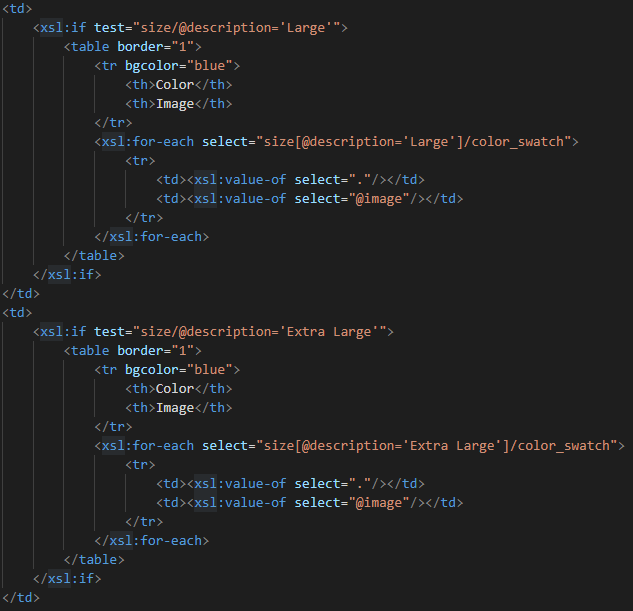 <td>
    <xsl:if test="size/@description='Large'">
        <table border="1">
            <tr bgcolor="blue">
                <th>Color</th>
                <th>Image</th>
            </tr>
            <xsl:for-each select="size[@description='Large']/color_swatch">
                <tr>
                    <td><xsl:value-of select="."/></td>
                    <td><xsl:value-of select="@image"/></td>
                </tr>
            </xsl:for-each>
        </table>
    </xsl:if>
</td>
<td>
    <xsl:if test="size/@description='Extra Large'">
        <table border="1">
            <tr bgcolor="blue">
                <th>Color</th>
                <th>Image</th>
            </tr>
            <xsl:for-each select="size[@description='Extra Large']/color_swatch">
                <tr>
                    <td><xsl:value-of select="."/></td>
                    <td><xsl:value-of select="@image"/></td>
                </tr>
            </xsl:for-each>
        </table>
    </xsl:if>
</td>